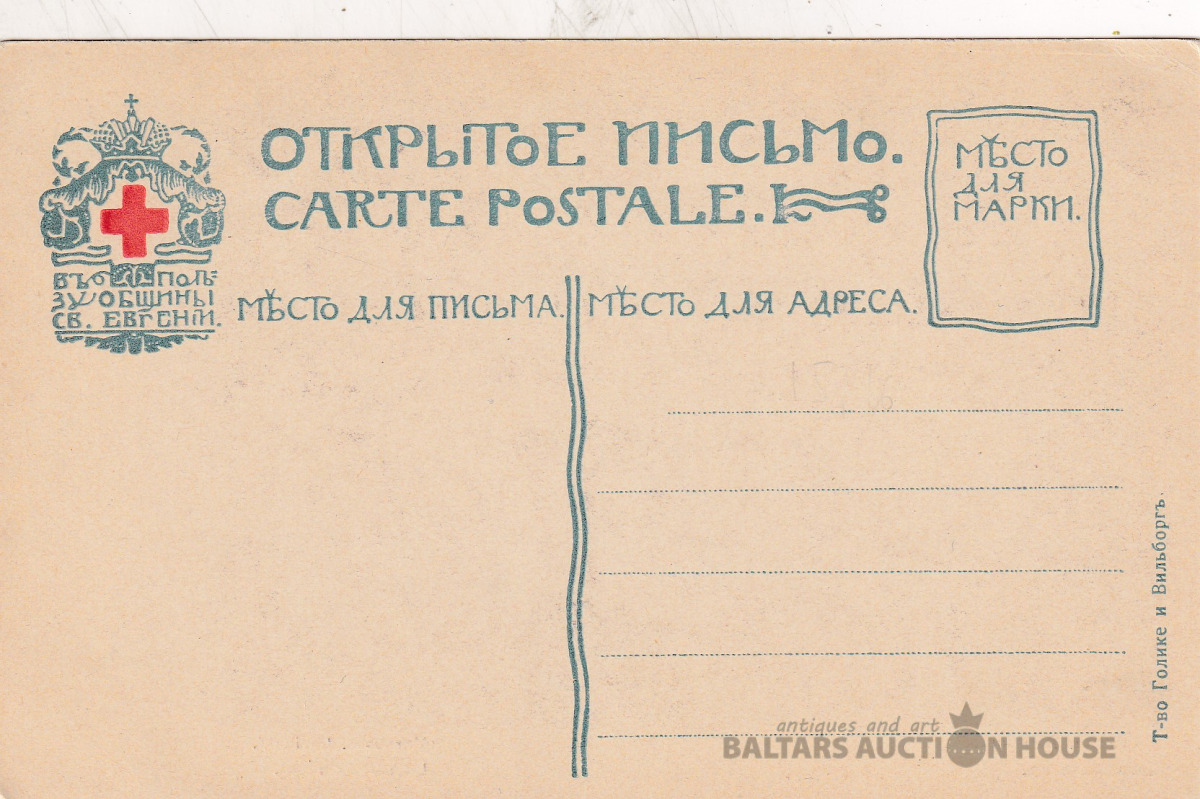 ОТКРЫТОЕ ПИСЬМО.
CARTE POSTALE.
МѢСТО
ДЛЯ
МАРКИ.
ВЪ ПОЛЬ=
ЗУ ОБЩИНЫ
СВ. ЕВГЕНІИ.
МѢСТО ДЛЯ ПИСЬМА.
МѢСТО ДЛЯ АДРЕСА.
Т-во Голике и Вильборгъ.
antiques and art
BALTARS AUCTION HOUSE